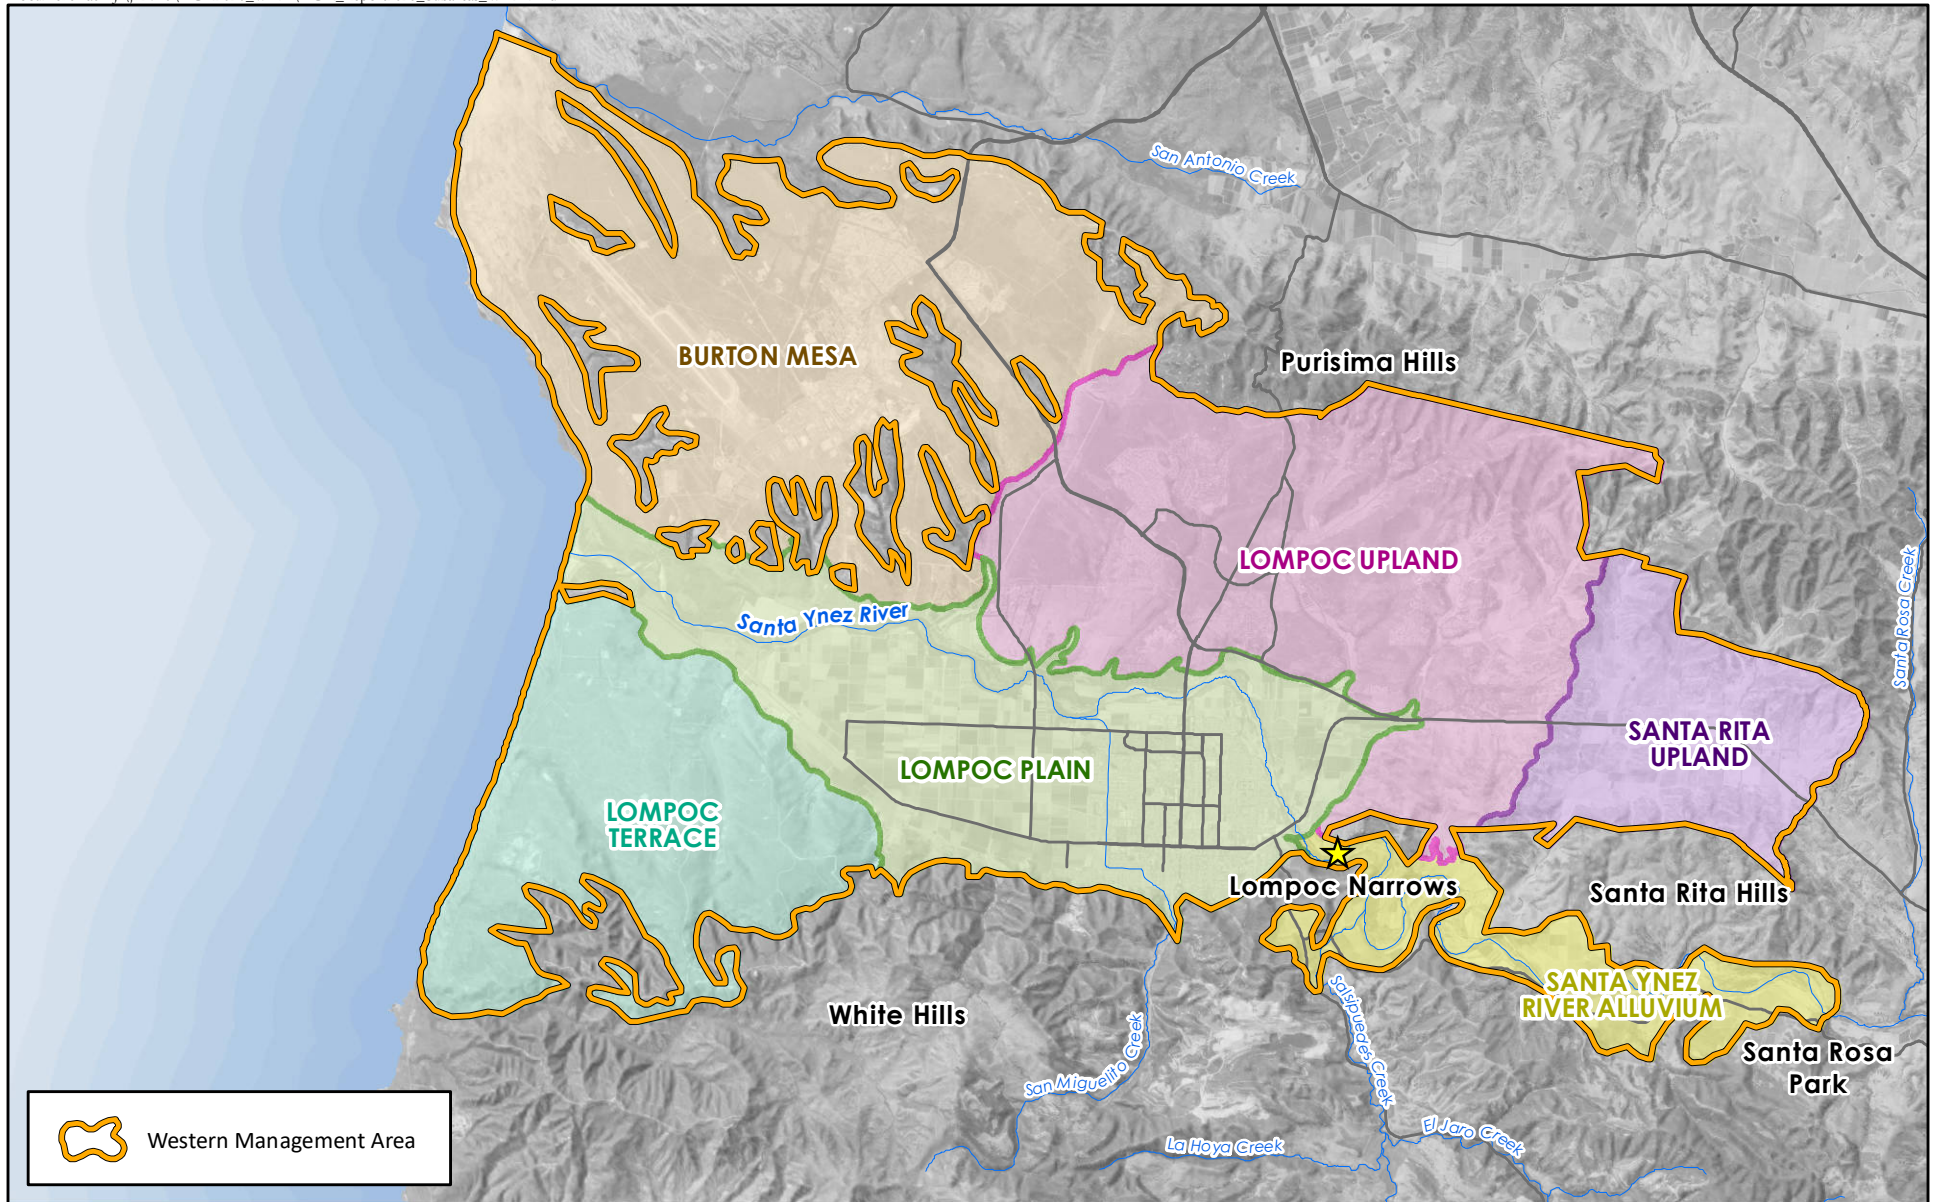 San Antonio Creek
BURTON MESA
Purisima Hills
LOMPOC UPLAND
Santa Rosa Creek
Santa Ynez River
SANTA RITA
UPLAND
LOMPOC PLAIN
LOMPOC
TERRACE
Lompoc Narrows
Santa Rita Hills
SANTA YNEZ
RIVER ALLUVIUM
White Hills
Salsipuedes Creek
Santa Rosa
Park
San Miguelito Creek
El Jaro Creek
La Hoya Creek
Western Management Area